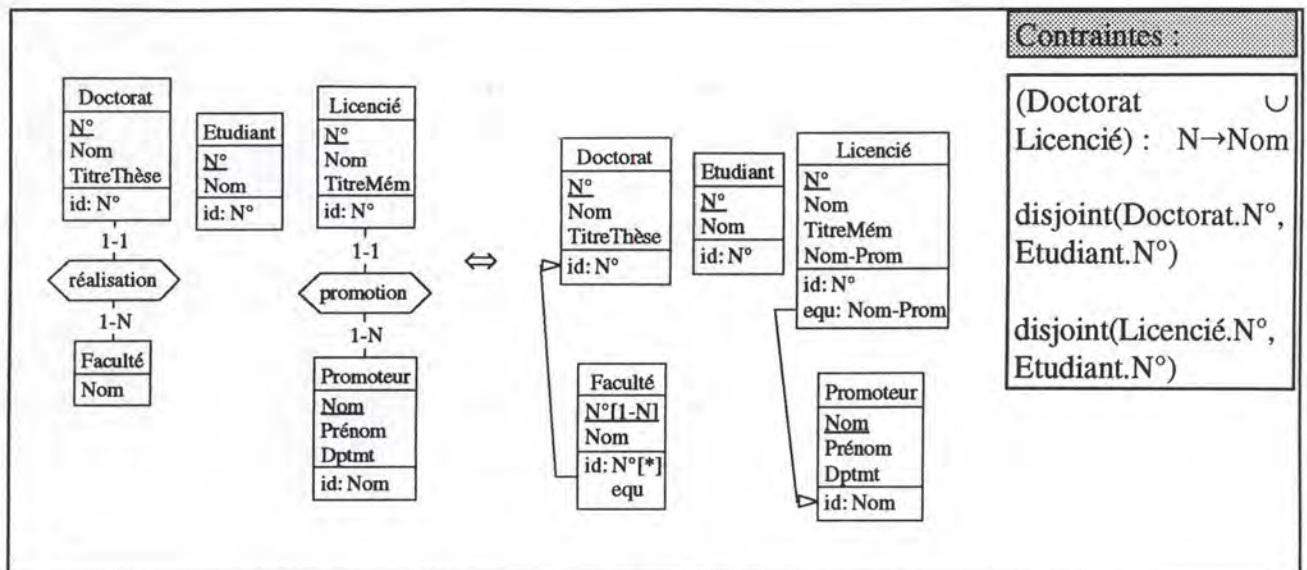 Doctorat
N°
Nom
TitreThèse
id: N°
1-1
réalisation
1-N
Faculté
Nom
Etudiant
N°
Nom
id: N°
Licencié
N°
Nom
TitreMém
id: N°
1-1
promotion
1-N
Promoteur
Nom
Prénom
Dptmt
id: Nom
⇔
Doctorat
N°
Nom
TitreThèse
id: N°
Faculté
N°[1-N]
Nom
id: N°[*]
equ
Etudiant
N°
Nom
id: N°
Licencié
N°
Nom
TitreMém
Nom-Prom
id: N°
equ: Nom-Prom
Promoteur
Nom
Prénom
Dptmt
id: Nom
Contraintes :
(Doctorat ∪
Licencié) : N→Nom
disjoint(Doctorat.N°,
Etudiant.N°)
disjoint(Licencié.N°,
Etudiant.N°)